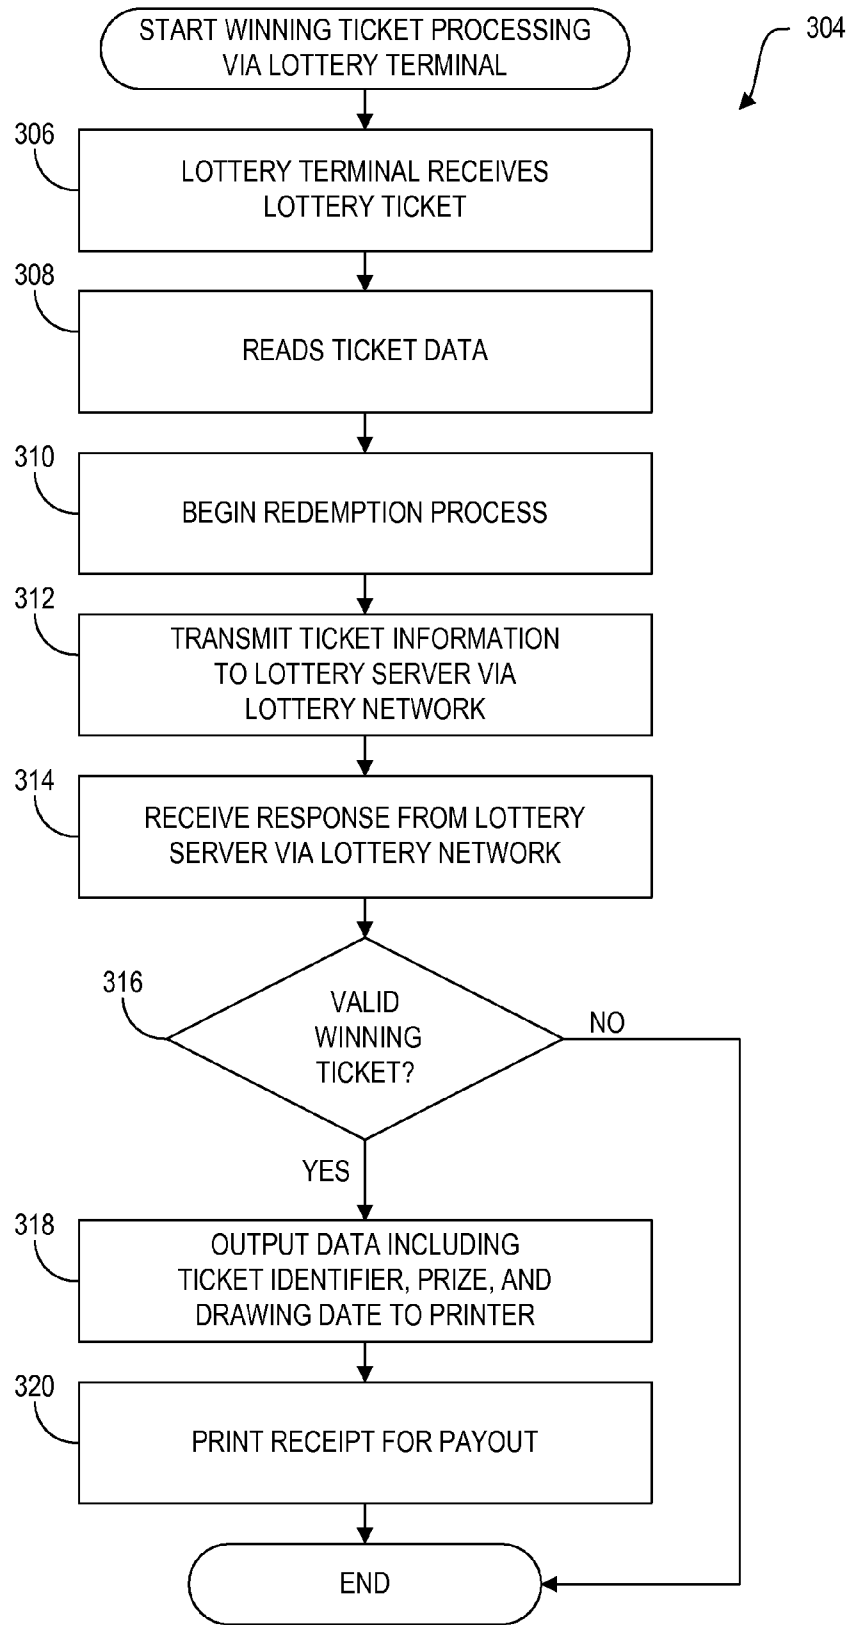 START WINNING TICKET PROCESSING
VIA LOTTERY TERMINAL
304
306
LOTTERY TERMINAL RECEIVES
LOTTERY TICKET
308
READS TICKET DATA
310
BEGIN REDEMPTION PROCESS
312
TRANSMIT TICKET INFORMATION
TO LOTTERY SERVER VIA
LOTTERY NETWORK
314
RECEIVE RESPONSE FROM LOTTERY
SERVER VIA LOTTERY NETWORK
316
VALID
WINNING
TICKET?
NO
YES
318
OUTPUT DATA INCLUDING
TICKET IDENTIFIER, PRIZE, AND
DRAWING DATE TO PRINTER
320
PRINT RECEIPT FOR PAYOUT
END